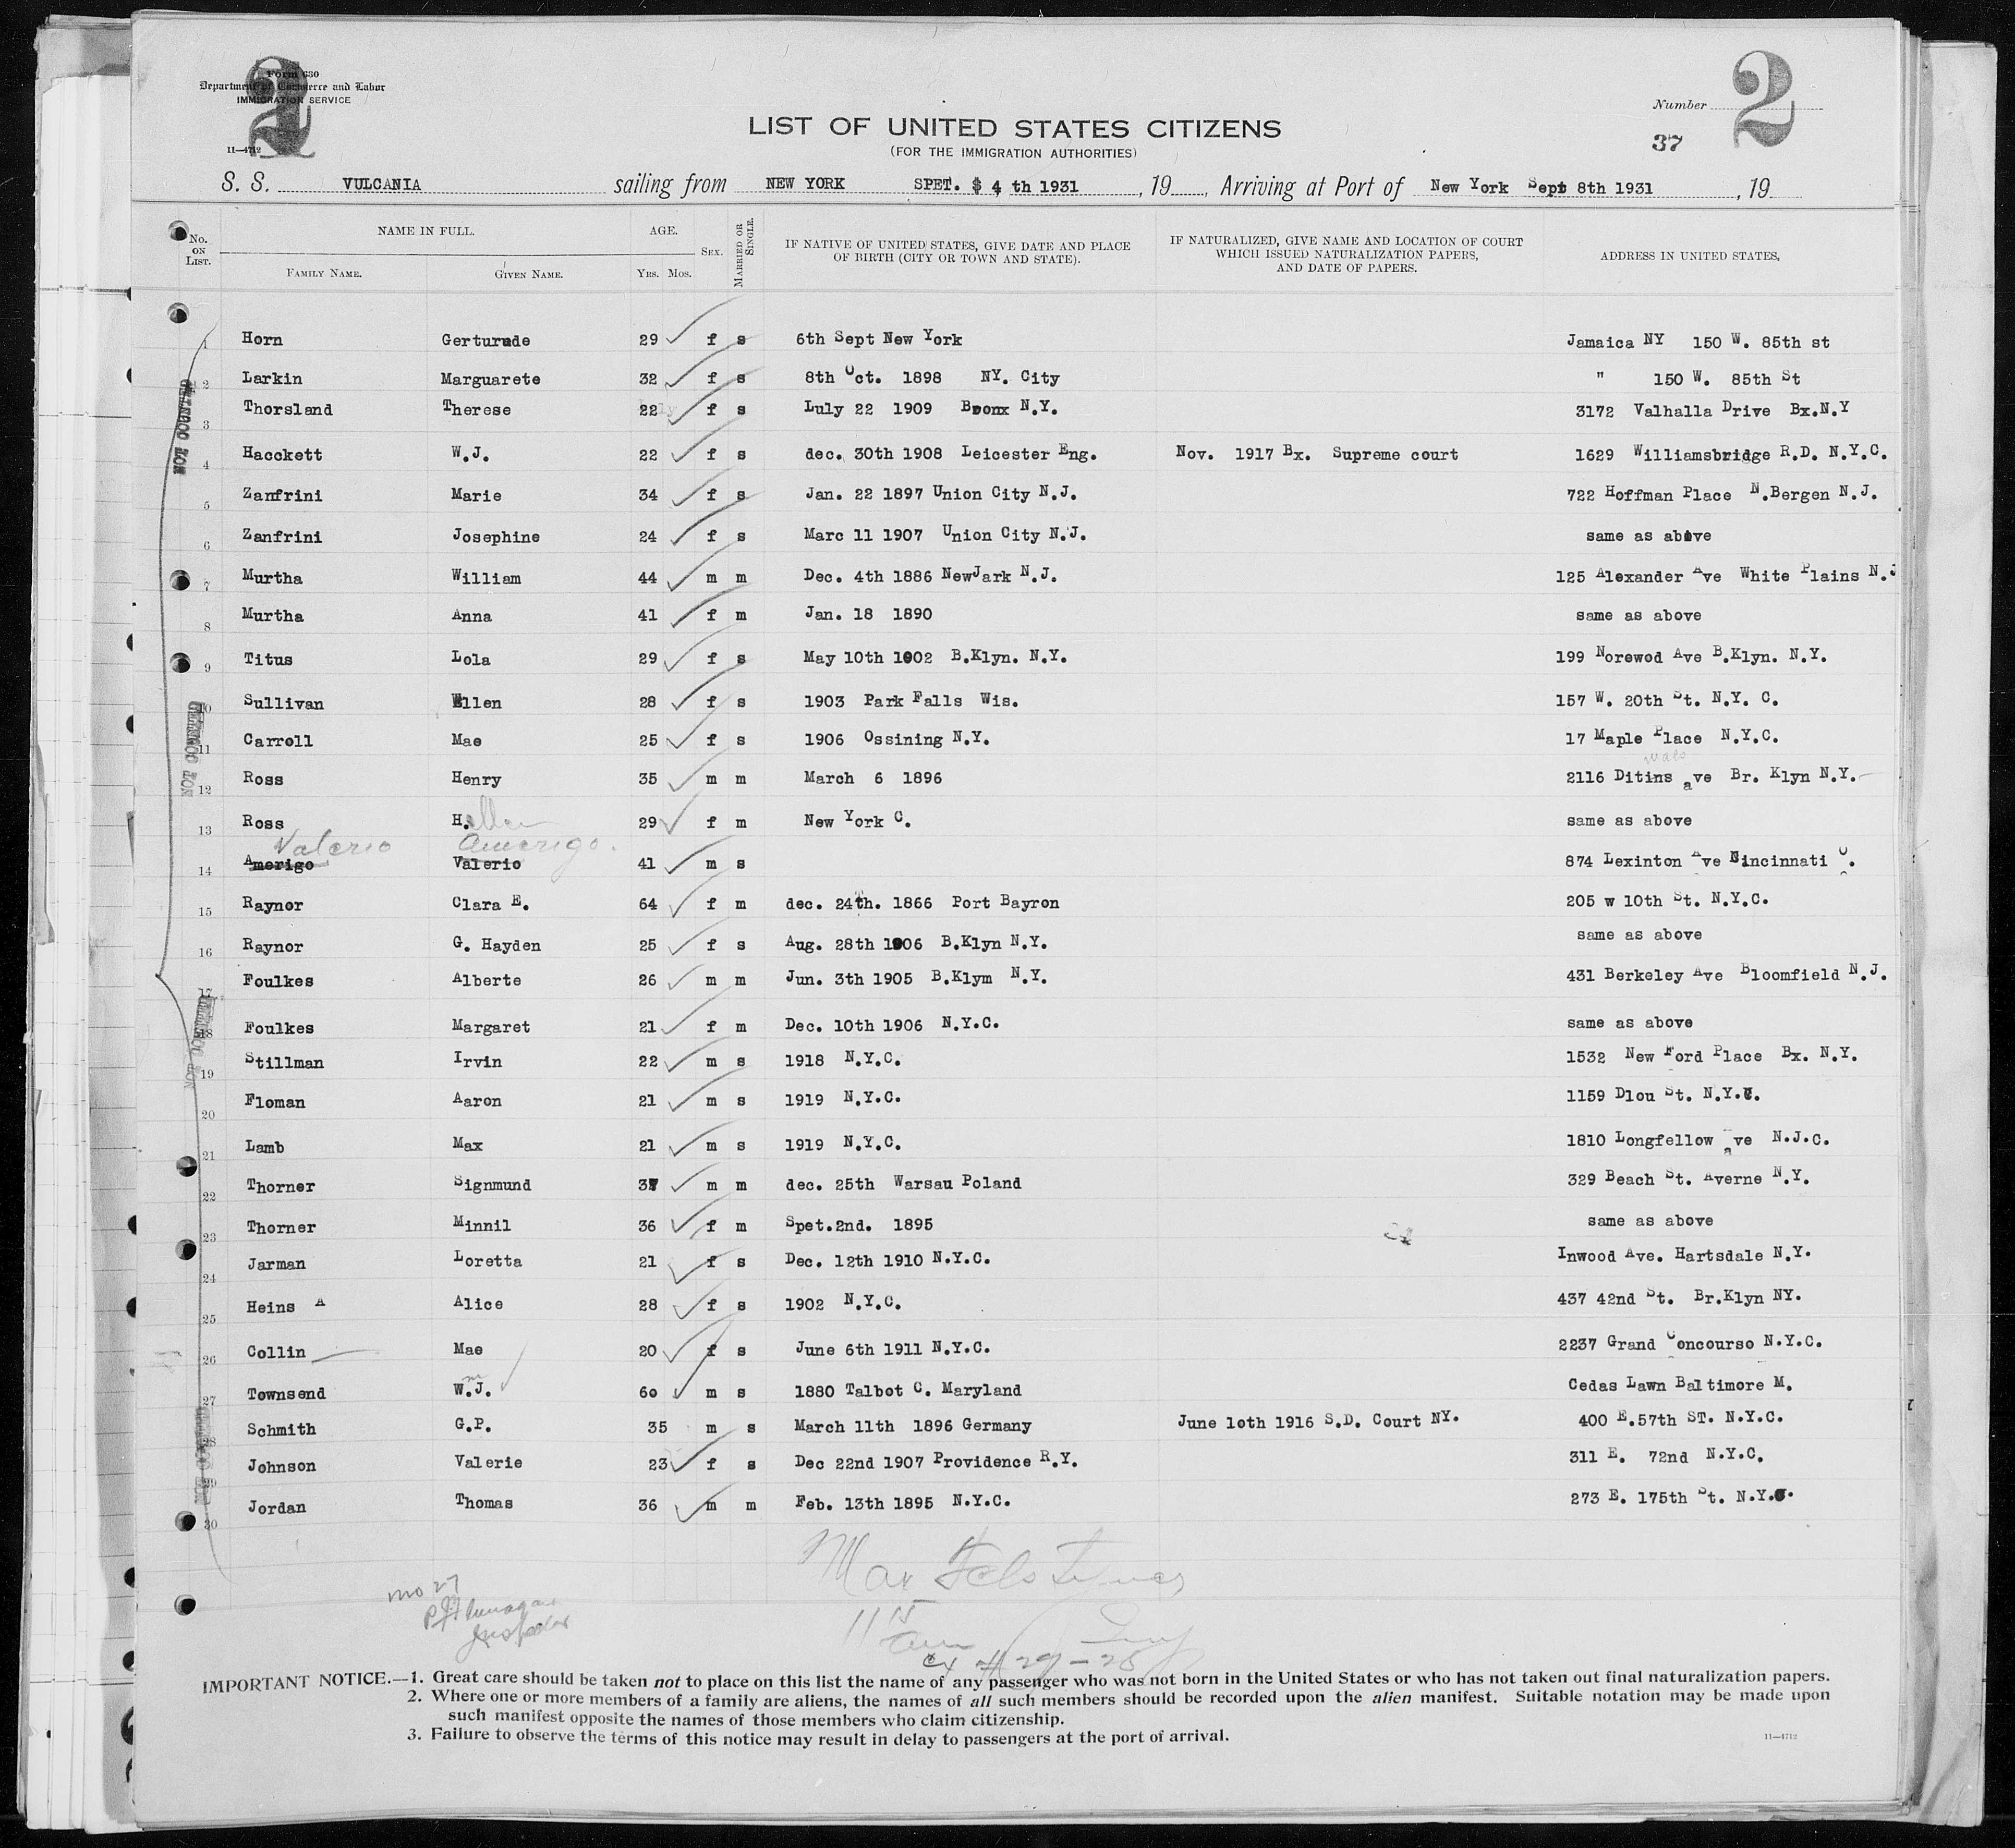 Form 630
Department of Commerce and Labor
IMMIGRATION SERVICE
2
11—4712
LIST OF UNITED STATES CITIZENS
(FOR THE IMMIGRATION AUTHORITIES)
Number 2
37
S. S. VULCANIA sailing from NEW YORK SPET. $ 4 th 1931, 19, Arriving at Port of New York Sept 8th 1931, 19
No. ON LIST. NAME IN FULL. FAMILY NAME. GIVEN NAME. AGE. YRS. MOS. SEX. MARRIED OR SINGLE. IF NATIVE OF UNITED STATES, GIVE DATE AND PLACE OF BIRTH (CITY OR TOWN AND STATE). IF NATURALIZED, GIVE NAME AND LOCATION OF COURT WHICH ISSUED NATURALIZATION PAPERS, AND DATE OF PAPERS. ADDRESS IN UNITED STATES,
1 Horn Gerturude 29 f s 6th Sept New York Jamaica NY 150 W. 85th st
2 Larkin Marguarete 32 f s 8th Oct. 1898 NY. City " 150 W. 85th St
3 Thorsland Therese 22 f s Luly 22 1909 Bronx N.Y. 3172 Valhalla Drive Bx.N.Y
4 Hacckett W.J. 22 f s dec. 30th 1908 Leicester Eng. Nov. 1917 Bx. Supreme court 1629 Williamsbridge R.D. N.Y.C.
5 Zanfrini Marie 34 f s Jan. 22 1897 Union City N.J. 722 Hoffman Place N.Bergen N.J.
6 Zanfrini Josephine 24 f s Marc 11 1907 Union City N.J. same as above
7 Murtha William 44 m m Dec. 4th 1886 NewJark N.J. 125 Alexander Ave White Plains N.J
8 Murtha Anna 41 f m Jan. 18 1890 same as above
9 Titus Lola 29 f s May 10th 1902 B.Klyn. N.Y. 199 Norewod Ave B.Klyn. N.Y.
10 Sullivan Ellen 28 f s 1903 Park Falls Wis. 157 W. 20th St. N.Y. C.
11 Carroll Mae 25 f s 1906 Ossining N.Y. 17 Maple Place N.Y.C.
12 Ross Henry 35 m m March 6 1896 2116 Ditins ave Br. Klyn N.Y.
13 Ross H. 29 f m New York C. same as above
Valerio Amerigo.
14 Amerigo Valerio 41 m s 874 Lexinton Ave Cincinnati O.
15 Raynor Clara E. 64 f m dec. 24th. 1866 Port Bayron 205 w 10th St. N.Y.C.
16 Raynor G. Hayden 25 f s Aug. 28th 1906 B.Klyn N.Y. same as above
17 Foulkes Alberte 26 m m Jun. 3th 1905 B.Klym N.Y. 431 Berkeley Ave Bloomfield N.J.
18 Foulkes Margaret 21 f m Dec. 10th 1906 N.Y.C. same as above
19 Stillman Irvin 22 m s 1918 N.Y.C. 1532 New Ford Place Bx. N.Y.
20 Floman Aaron 21 m s 1919 N.Y.C. 1159 Dlou St. N.Y.C.
21 Lamb Max 21 m s 1919 N.Y.C. 1810 Longfellow ave N.J.C.
22 Thorner Signmund 37 m m dec. 25th Warsau Poland 329 Beach St. Averne N.Y.
23 Thorner Minnil 36 f m Spet.2nd. 1895 same as above
24 Jarman Loretta 21 f s Dec. 12th 1910 N.Y.C. Inwood Ave. Hartsdale N.Y.
25 Heins A Alice 28 f s 1902 N.Y.C. 437 42nd St. Br.Klyn NY.
26 Collin Mae 20 f s June 6th 1911 N.Y.C. 2237 Grand Concourso N.Y.C.
27 Townsend W.J. 60 m s 1880 Talbot C. Maryland Cedas Lawn Baltimore M.
28 Schmith G.P. 35 m s March 11th 1896 Germany June 10th 1916 S.D. Court NY. 400 E.57th ST. N.Y.C.
29 Johnson Valerie 23 f s Dec 22nd 1907 Providence R.Y. 311 E. 72nd N.Y.C.
30 Jordan Thomas 36 m m Feb. 13th 1895 N.Y.C. 273 E. 175th St. N.Y.C.
NOT COUNTED
NOT COUNTED
NOT COUNTED
NOT COUNTED
Max
mo 27
Inspector
IMPORTANT NOTICE.—1. Great care should be taken not to place on this list the name of any passenger who was not born in the United States or who has not taken out final naturalization papers.
2. Where one or more members of a family are aliens, the names of all such members should be recorded upon the alien manifest. Suitable notation may be made upon
such manifest opposite the names of those members who claim citizenship.
3. Failure to observe the terms of this notice may result in delay to passengers at the port of arrival.
11—4712